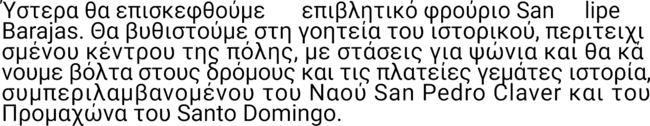 Ύστερα θα επισκεφθούμε επιβλητικό φρούριο San lipe
Barajas. Θα βυθιστούμε στη γοητεία του ιστορικού, περιτειχι
σμένου κέντρου της πόλης, με στάσεις για ψώνια και θα κά
νουμε βόλτα στους δρόμους και τις πλατείες γεμάτες ιστορία,
συμπεριλαμβανομένου του Ναού San Pedro Claver και του
Προμαχώνα του Santo Domingo.